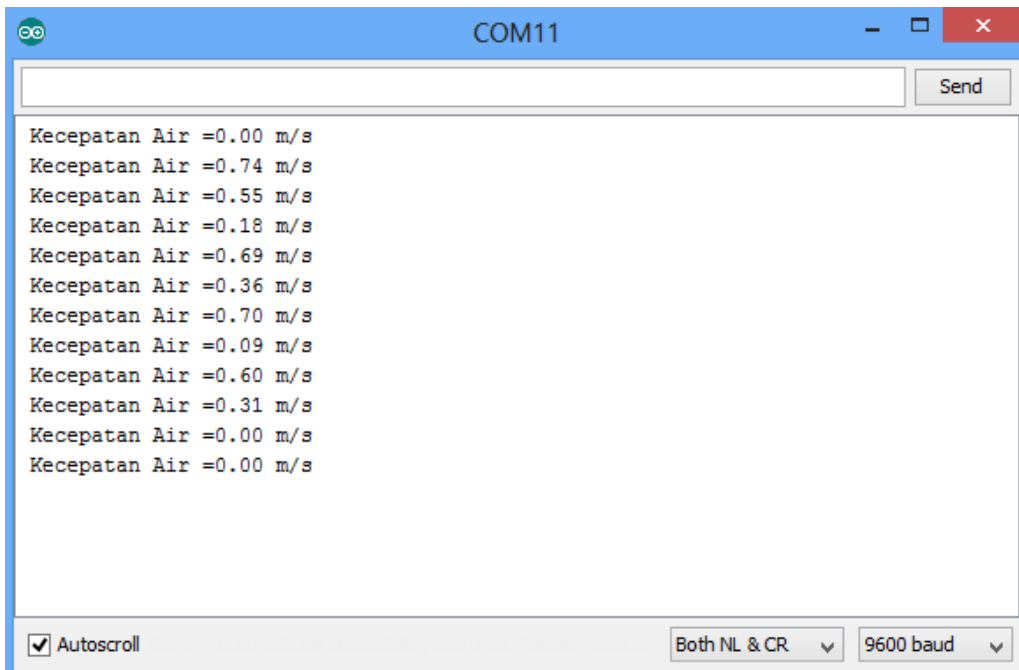 COM11
Send
Kecepatan Air =0.00 m/s
Kecepatan Air =0.74 m/s
Kecepatan Air =0.55 m/s
Kecepatan Air =0.18 m/s
Kecepatan Air =0.69 m/s
Kecepatan Air =0.36 m/s
Kecepatan Air =0.70 m/s
Kecepatan Air =0.09 m/s
Kecepatan Air =0.60 m/s
Kecepatan Air =0.31 m/s
Kecepatan Air =0.00 m/s
Kecepatan Air =0.00 m/s
Autoscroll Both NL & CR 9600 baud